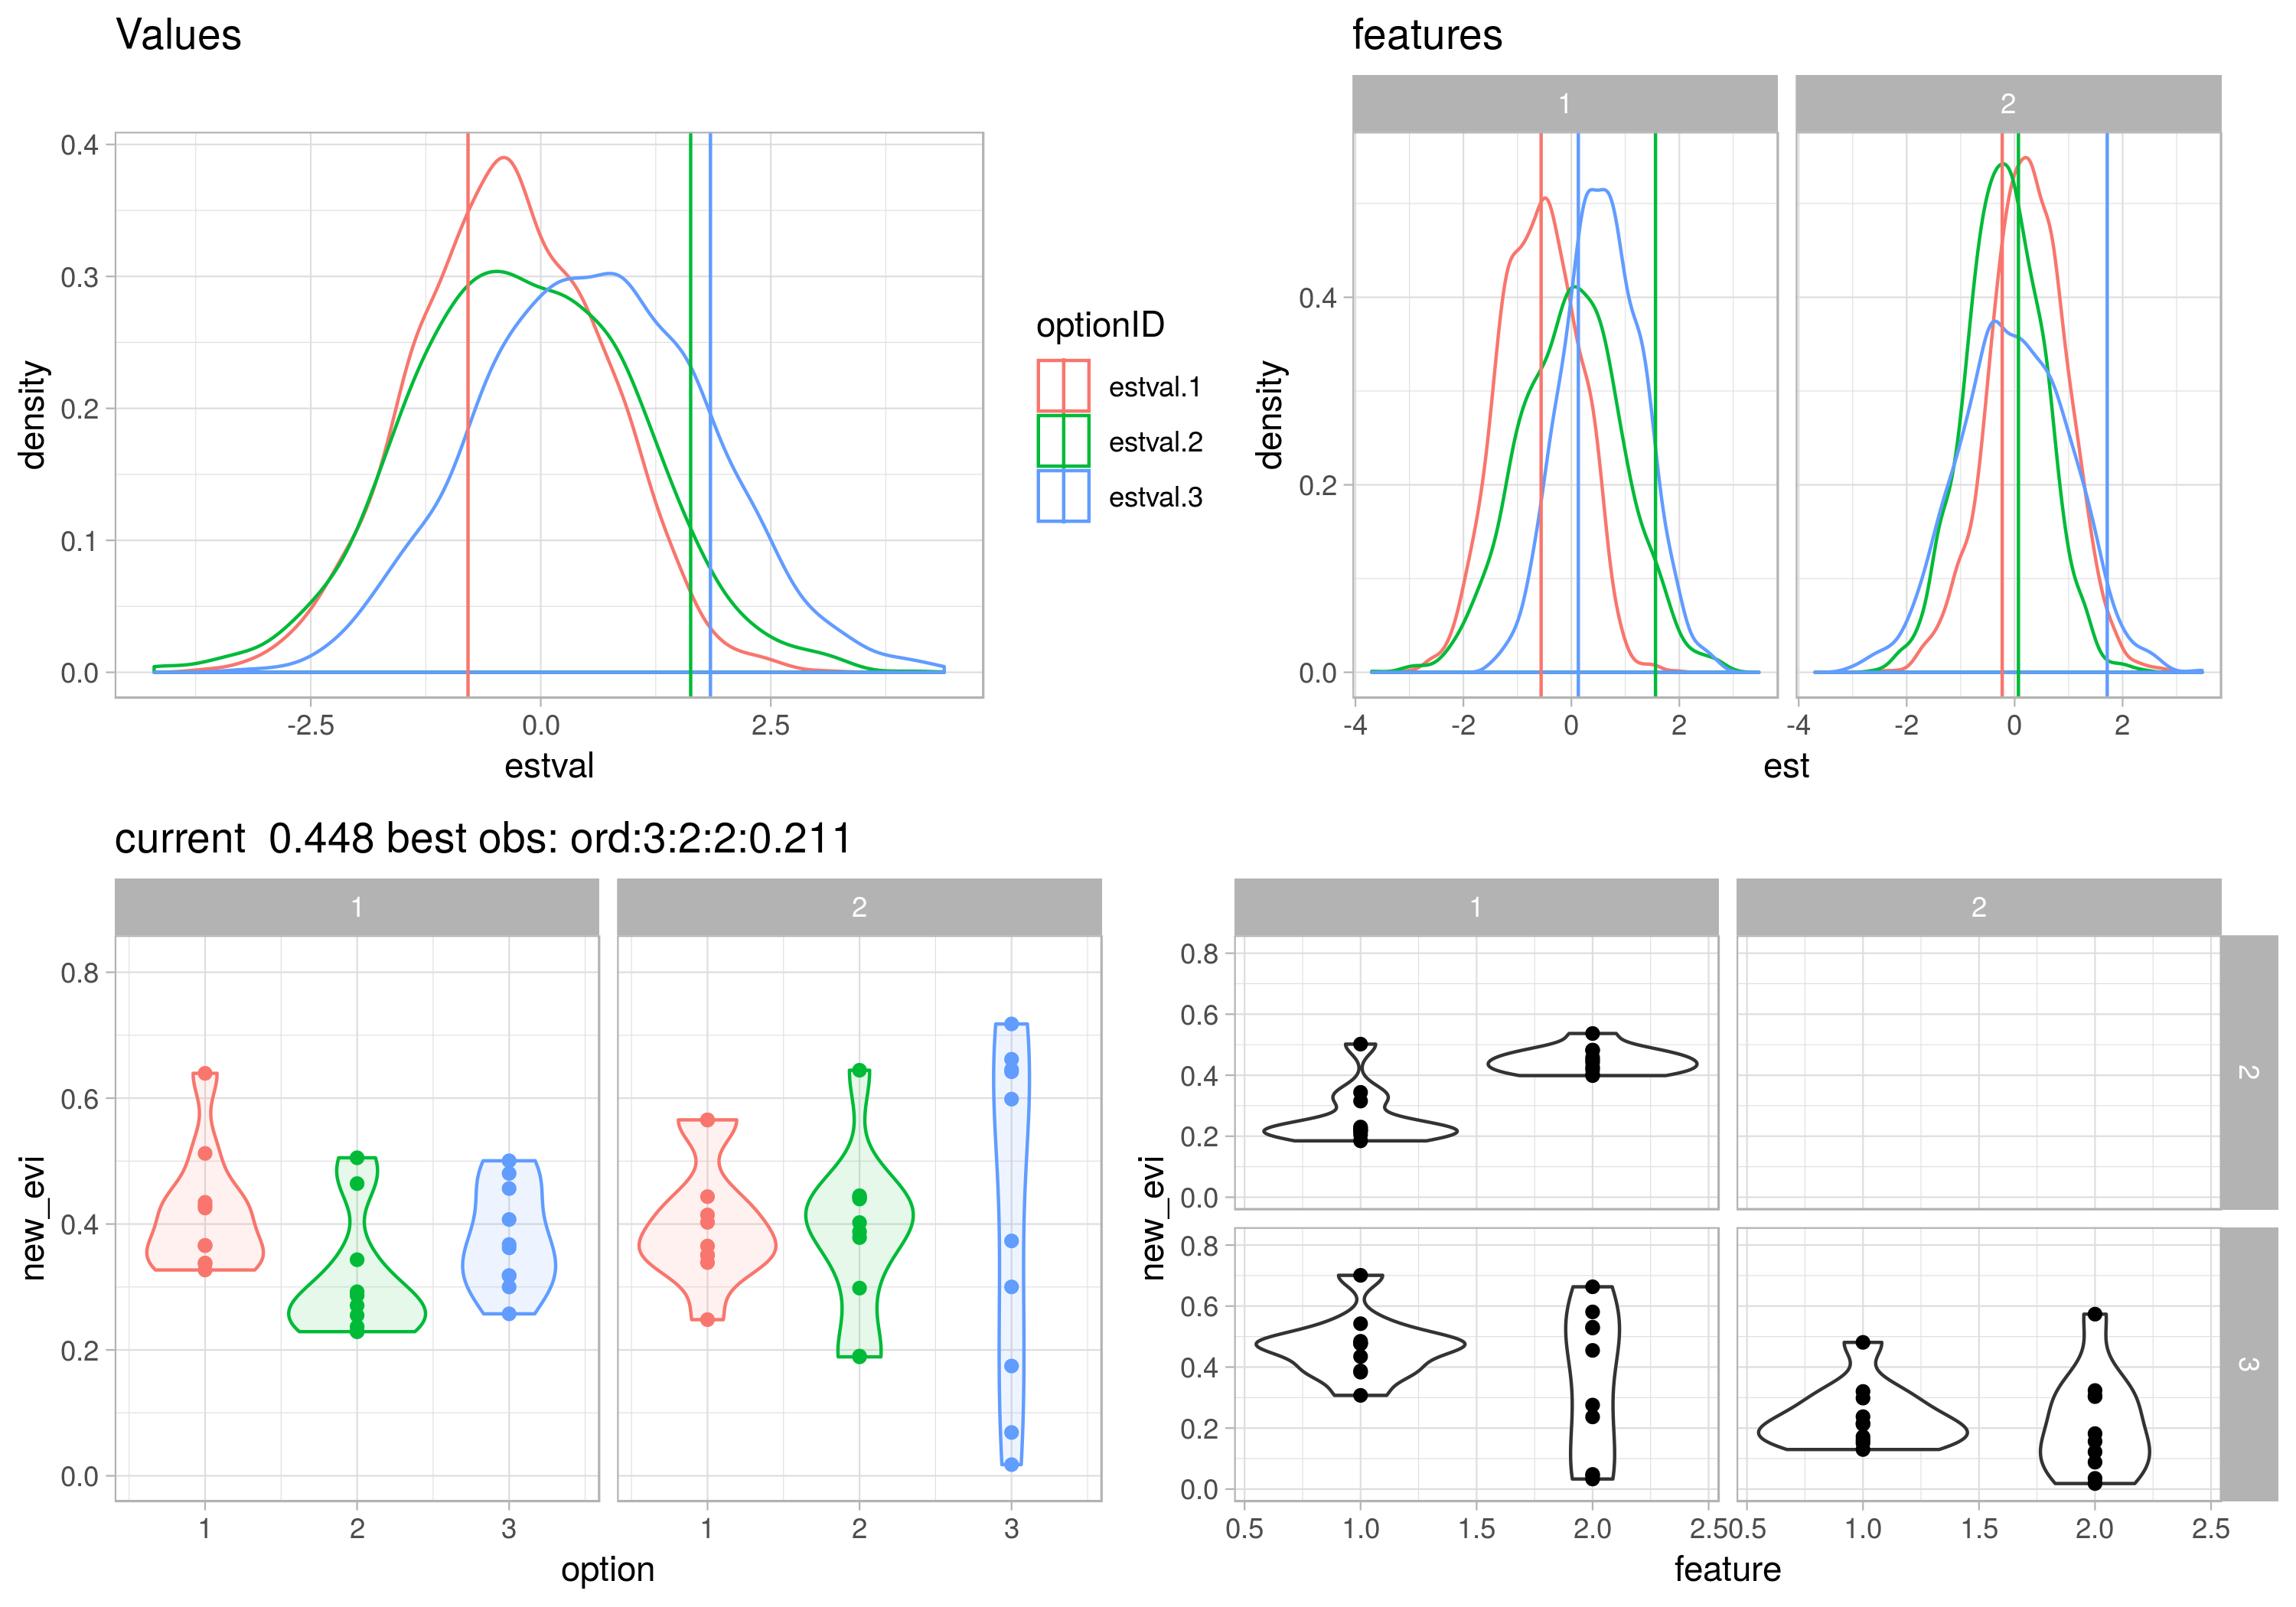 Values
0.4
0.3
0.2
0.1
0.0
density
-2.5 0.0 2.5
estval
optionID
estval.1
estval.2
estval.3
features
1 2
0.4
0.2
0.0
density
-4 -2 0 2 -4 -2 0 2
est
current  0.448 best obs: ord:3:2:2:0.211
1 2
0.8
0.6
0.4
0.2
0.0
new_evi
1 2 3 1 2 3
option
1 2
0.8
0.6
0.4
0.2
0.0
2
0.8
0.6
0.4
0.2
0.0
3
new_evi
0.5 1.0 1.5 2.0 2.5 0.5 1.0 1.5 2.0 2.5
feature